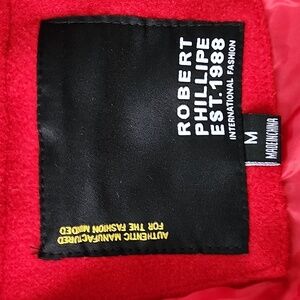 ROBERT
PHILLIPE
EST.1988
INTERNATIONAL FASHION
AUTHENTIC MANUFACTURED
FOR THE FASHION MINDED
M
MADE IN CHINA